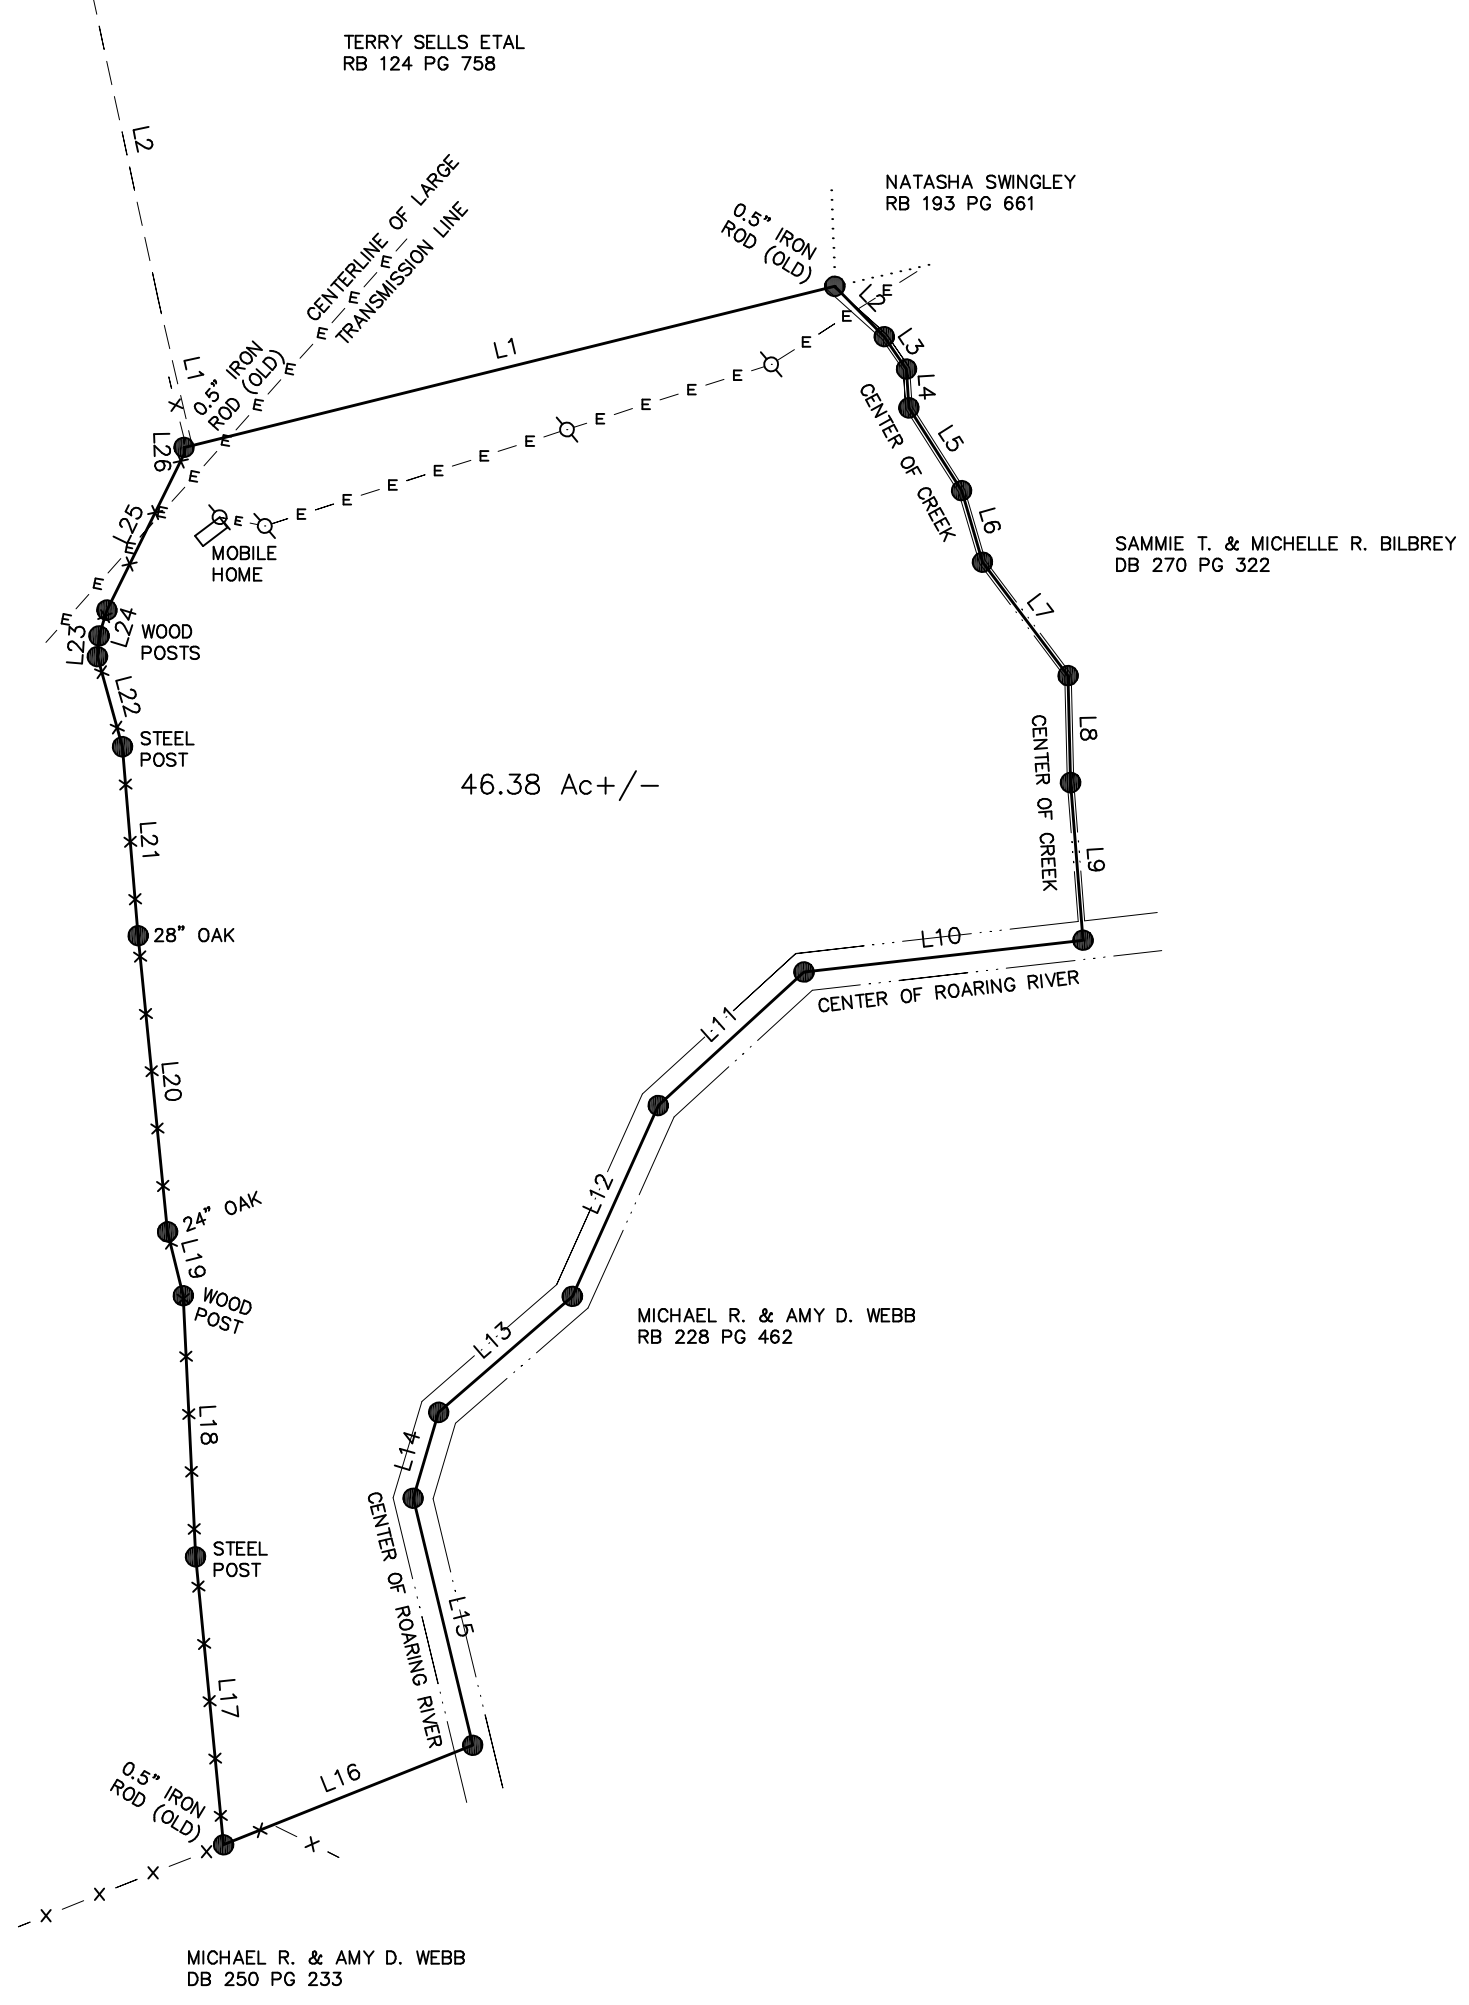 TERRY SELLS ETAL
RB 124 PG 758
L2
CENTERLINE OF LARGE
TRANSMISSION LINE
NATASHA SWINGLEY
RB 193 PG 661
0.5" IRON
ROD (OLD)
L2
L1
L1
0.5" IRON
ROD (OLD)
L3
L4
CENTER OF CREEK
L5
L6
L26
L25
MOBILE
HOME
SAMMIE T. & MICHELLE R. BILBREY
DB 270 PG 322
L7
L24
L23
WOOD
POSTS
L22
STEEL
POST
46.38 Ac+/−
L8
CENTER OF CREEK
L21
L9
28" OAK
L10
CENTER OF ROARING RIVER
L11
L20
L12
24" OAK
L19
WOOD
POST
MICHAEL R. & AMY D. WEBB
RB 228 PG 462
L13
L18
L14
CENTER OF ROARING RIVER
STEEL
POST
L15
L17
L16
0.5" IRON
ROD (OLD)
MICHAEL R. & AMY D. WEBB
DB 250 PG 233